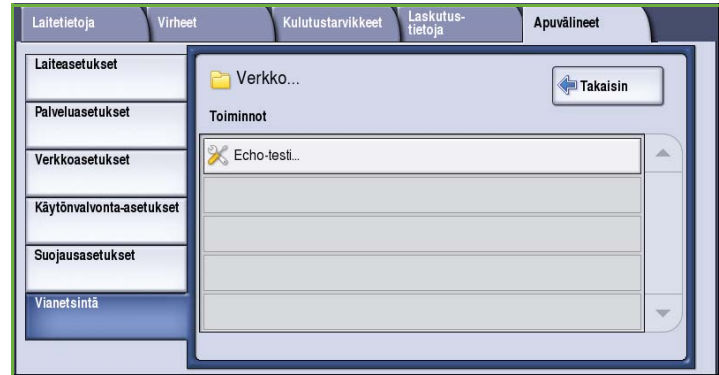 Laitetietoja
Virheet
Kulutustarvikkeet
Laskutus-
tietoja
Apuvälineet
Laiteasetukset
Palveluasetukset
Verkkoasetukset
Käytönvalvonta-asetukset
Suojausasetukset
Vianetsintä
Verkko...
Takaisin
Toiminnot
Echo-testi...